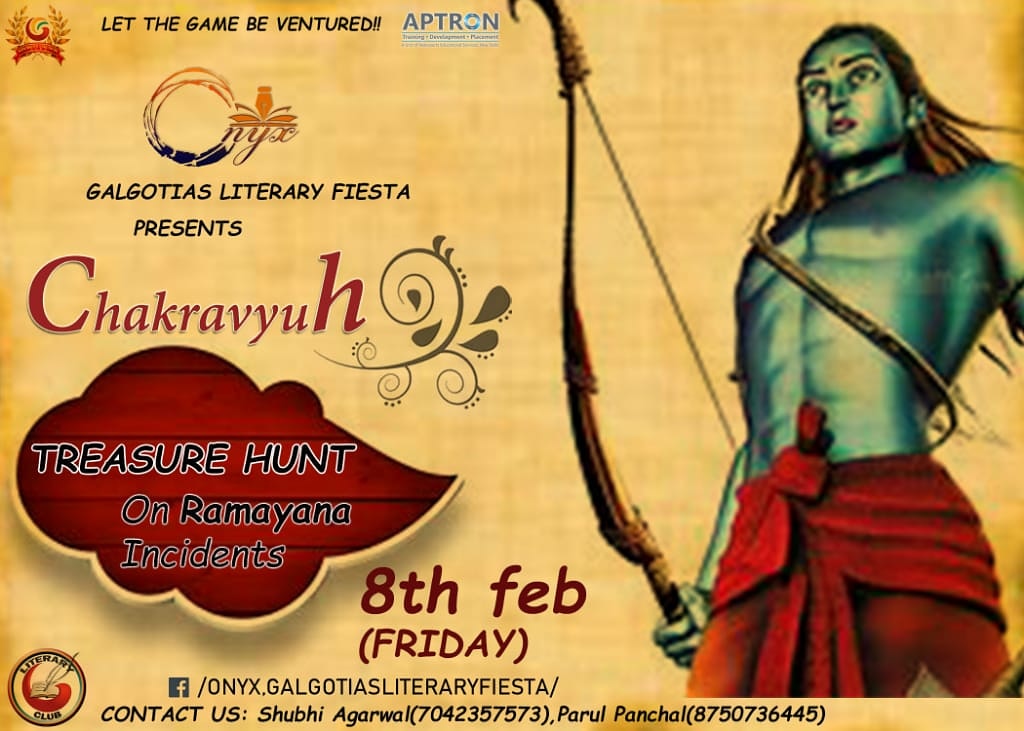 LET THE GAME BE VENTURED!!
APTRON
Training • Development • Placement
Onyx
GALGOTIAS LITERARY FIESTA
PRESENTS
Chakravyuh
TREASURE HUNT
On Ramayana
Incidents
8th feb
(FRIDAY)
LITERARY
CLUB
/ONYX.GALGOTIASLITERARYFIESTA/
CONTACT US: Shubhi Agarwal(7042357573),Parul Panchal(8750736445)